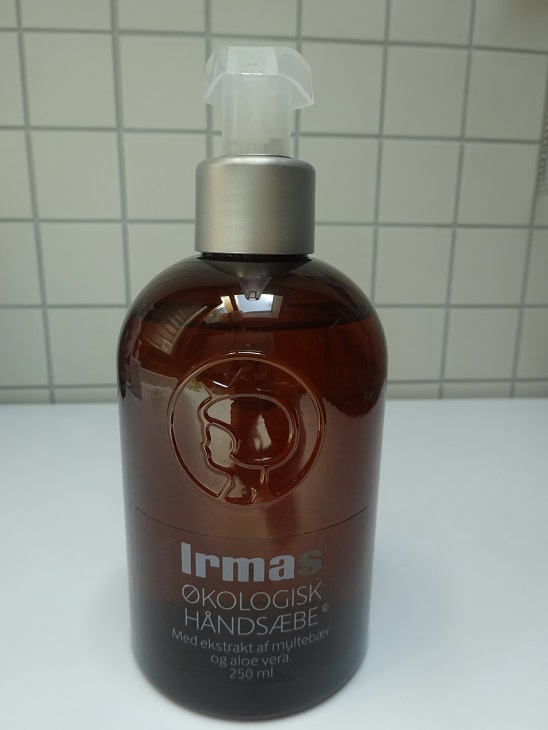 Irmas
ØKOLOGISK
HÅNDSÆBE©
Med ekstrakt af multebær
og aloe vera.
250 ml